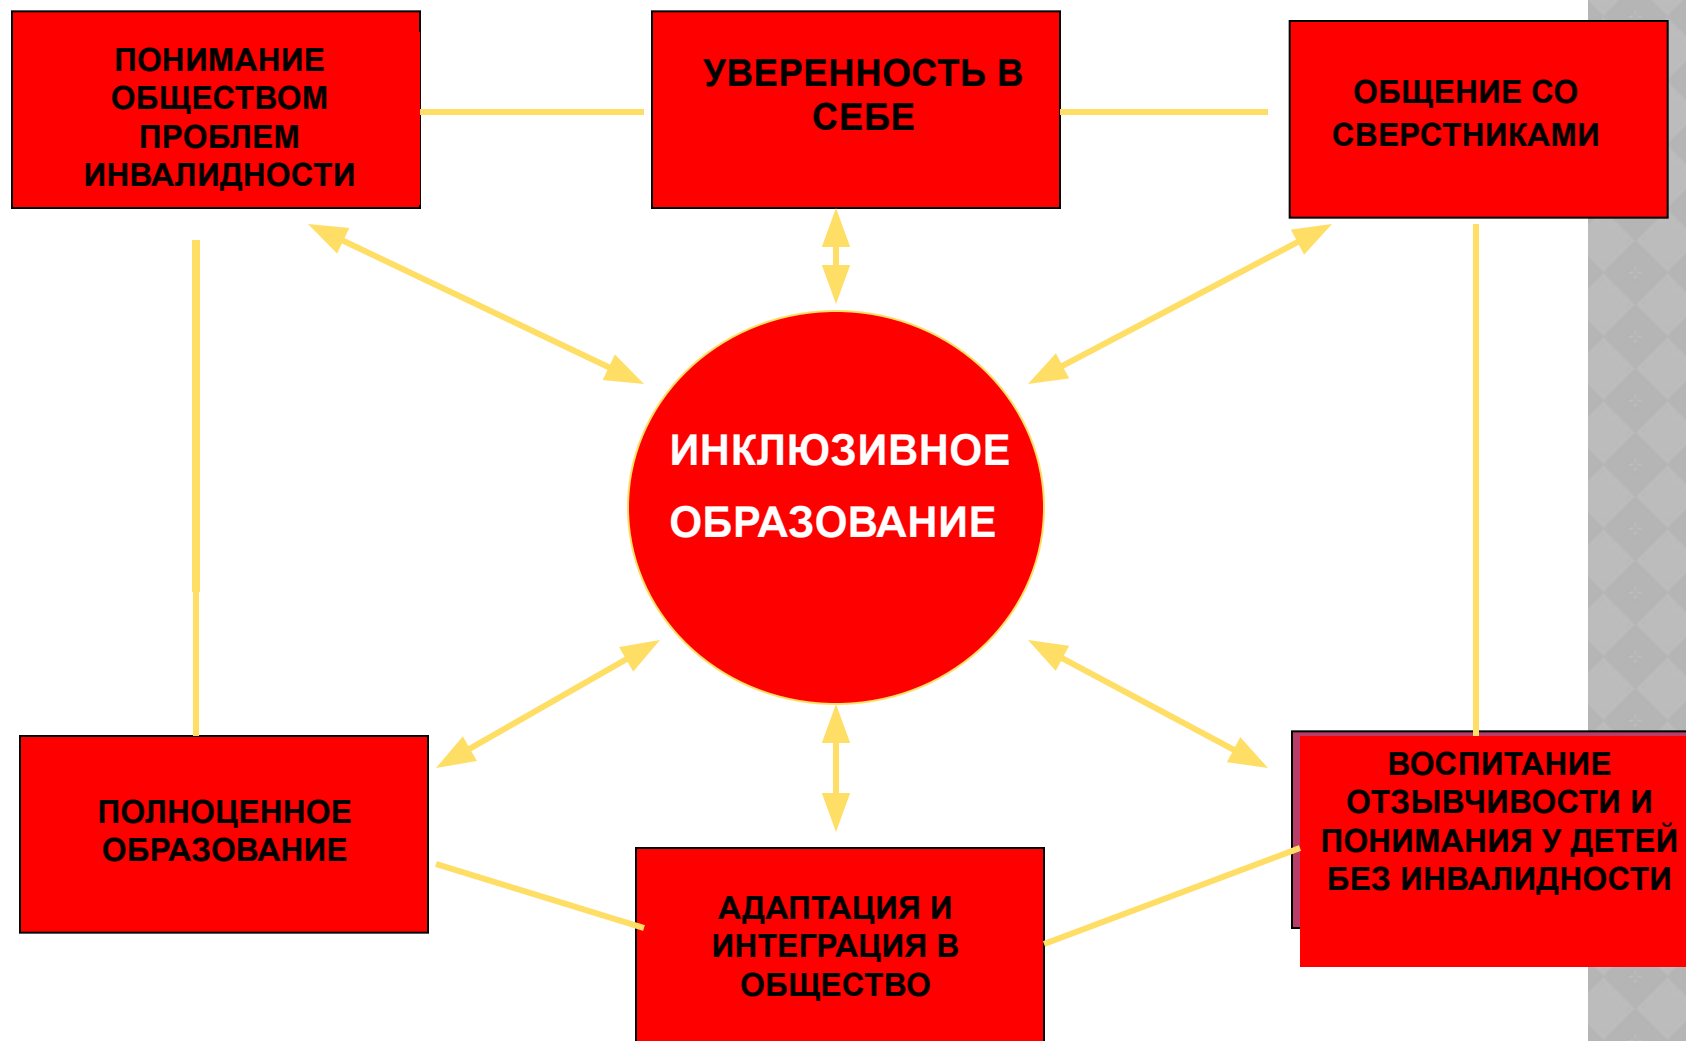 ПОНИМАНИЕ
ОБЩЕСТВОМ
ПРОБЛЕМ
ИНВАЛИДНОСТИ
УВЕРЕННОСТЬ В
СЕБЕ
ОБЩЕНИЕ СО
СВЕРСТНИКАМИ
ИНКЛЮЗИВНОЕ
ОБРАЗОВАНИЕ
ПОЛНОЦЕННОЕ
ОБРАЗОВАНИЕ
АДАПТАЦИЯ И
ИНТЕГРАЦИЯ В
ОБЩЕСТВО
ВОСПИТАНИЕ
ОТЗЫВЧИВОСТИ И
ПОНИМАНИЯ У ДЕТЕЙ
БЕЗ ИНВАЛИДНОСТИ